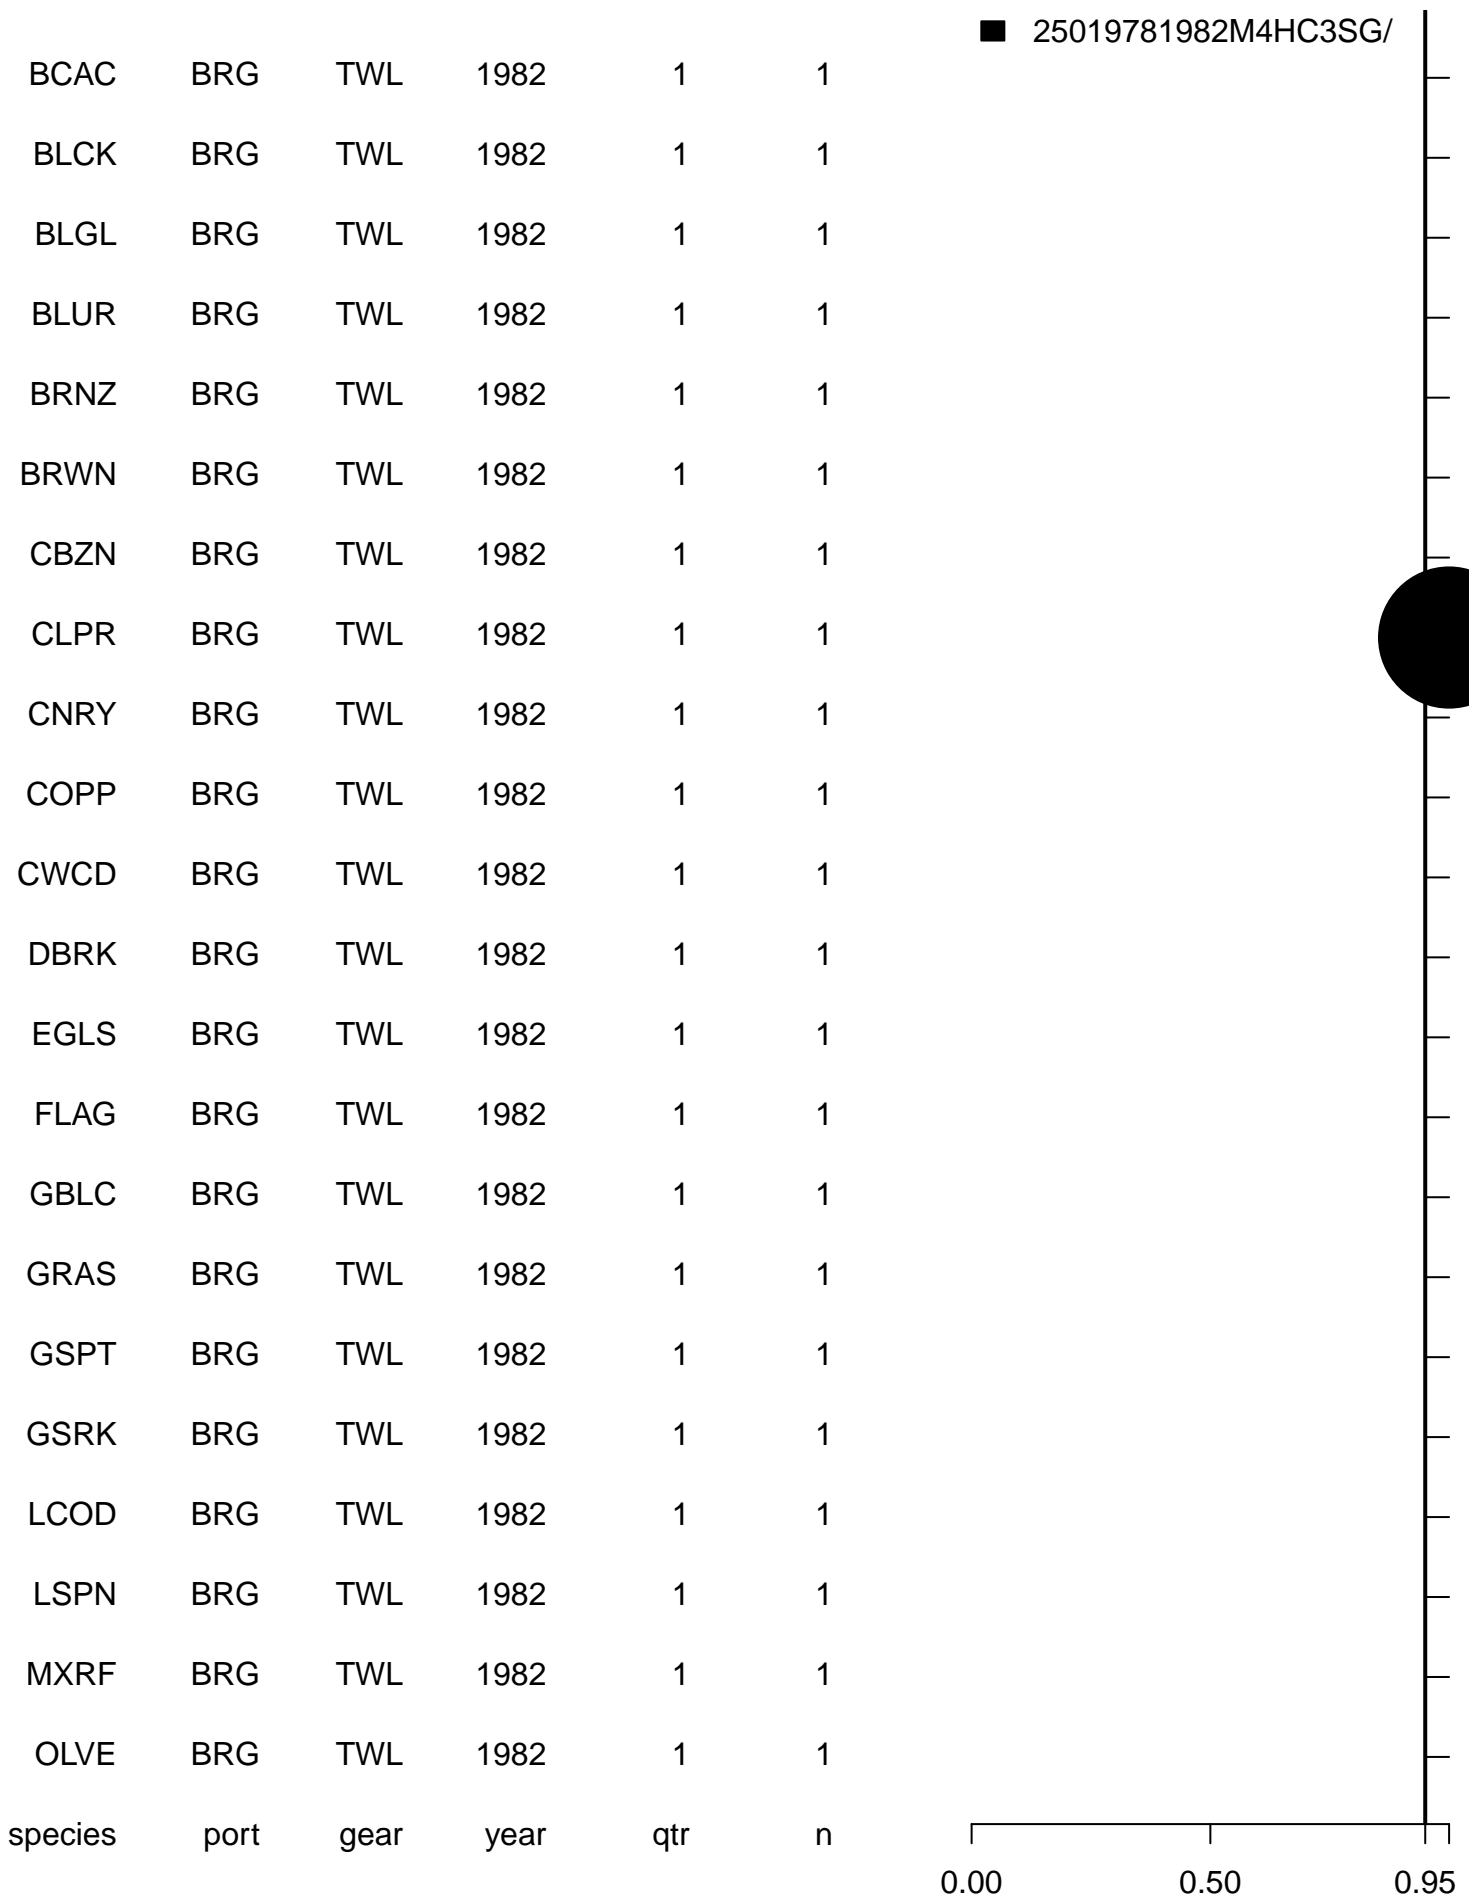 25019781982M4HC3SG/
BCAC BRG TWL 1982 1 1
BLCK BRG TWL 1982 1 1
BLGL BRG TWL 1982 1 1
BLUR BRG TWL 1982 1 1
BRNZ BRG TWL 1982 1 1
BRWN BRG TWL 1982 1 1
CBZN BRG TWL 1982 1 1
CLPR BRG TWL 1982 1 1
CNRY BRG TWL 1982 1 1
COPP BRG TWL 1982 1 1
CWCD BRG TWL 1982 1 1
DBRK BRG TWL 1982 1 1
EGLS BRG TWL 1982 1 1
FLAG BRG TWL 1982 1 1
GBLC BRG TWL 1982 1 1
GRAS BRG TWL 1982 1 1
GSPT BRG TWL 1982 1 1
GSRK BRG TWL 1982 1 1
LCOD BRG TWL 1982 1 1
LSPN BRG TWL 1982 1 1
MXRF BRG TWL 1982 1 1
OLVE BRG TWL 1982 1 1
species port gear year qtr n
0.00 0.50 0.95